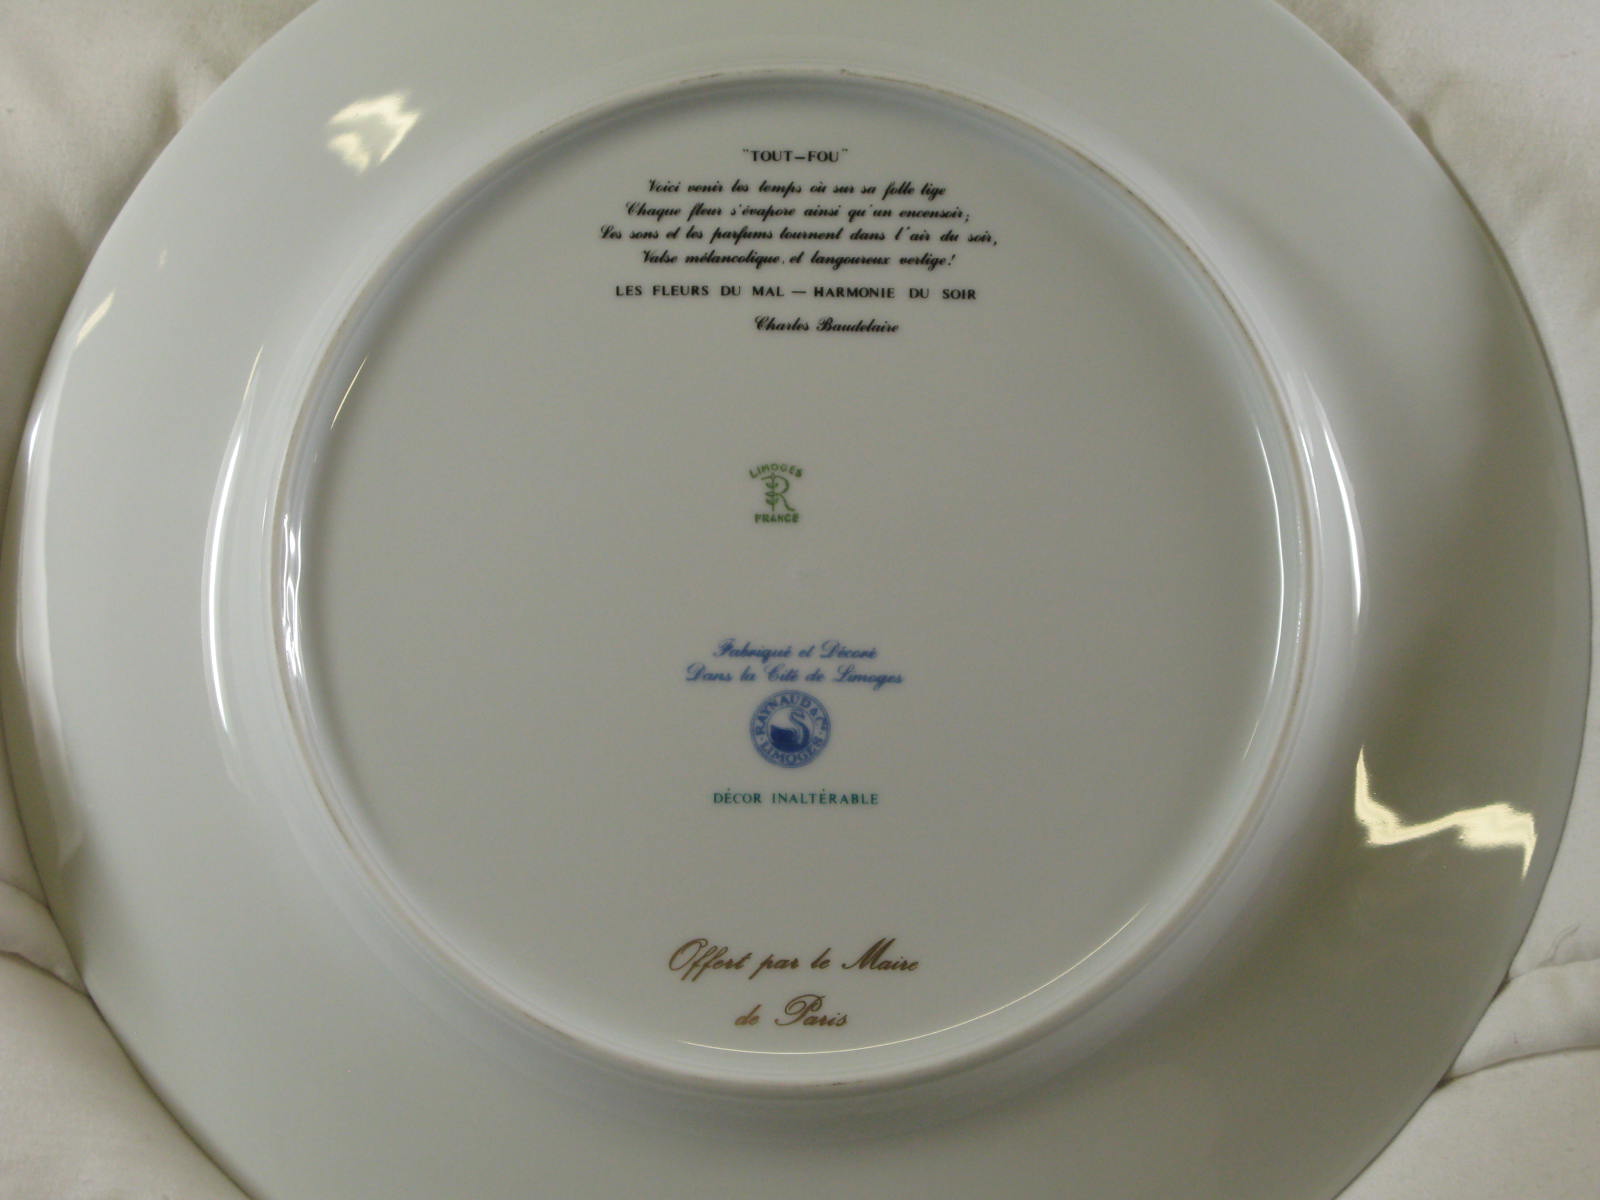 "TOUT–FOU"
Voici venir les temps où sur sa folle tige
Chaque fleur s'évapore ainsi qu'un encensoir;
Les sons et les parfums tournent dans l'air du soir,
Valse mélancolique et langoureux vertige!
LES FLEURS DU MAL — HARMONIE DU SOIR
Charles Baudelaire
LIMOGES
R
FRANCE
Fabriqué et Décoré
Dans la Cité de Limoges
RAYNAUD & Co
LIMOGES
DÉCOR INALTÉRABLE
Offert par le Maire
de Paris